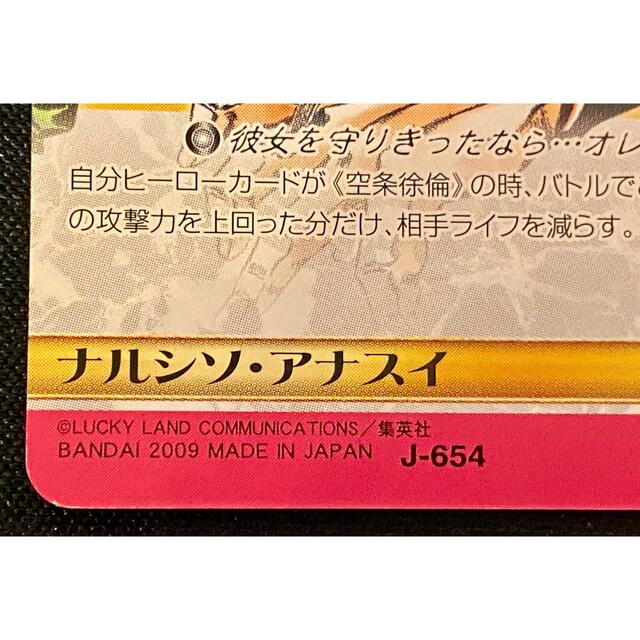 彼女を守りきったなら…オレ
自分ヒーローカードが《空条徐倫》の時、バトルで
の攻撃力を上回った分だけ、相手ライフを減らす。
ナルシソ・アナスイ
©LUCKY LAND COMMUNICATIONS／集英社
BANDAI 2009 MADE IN JAPAN J-654